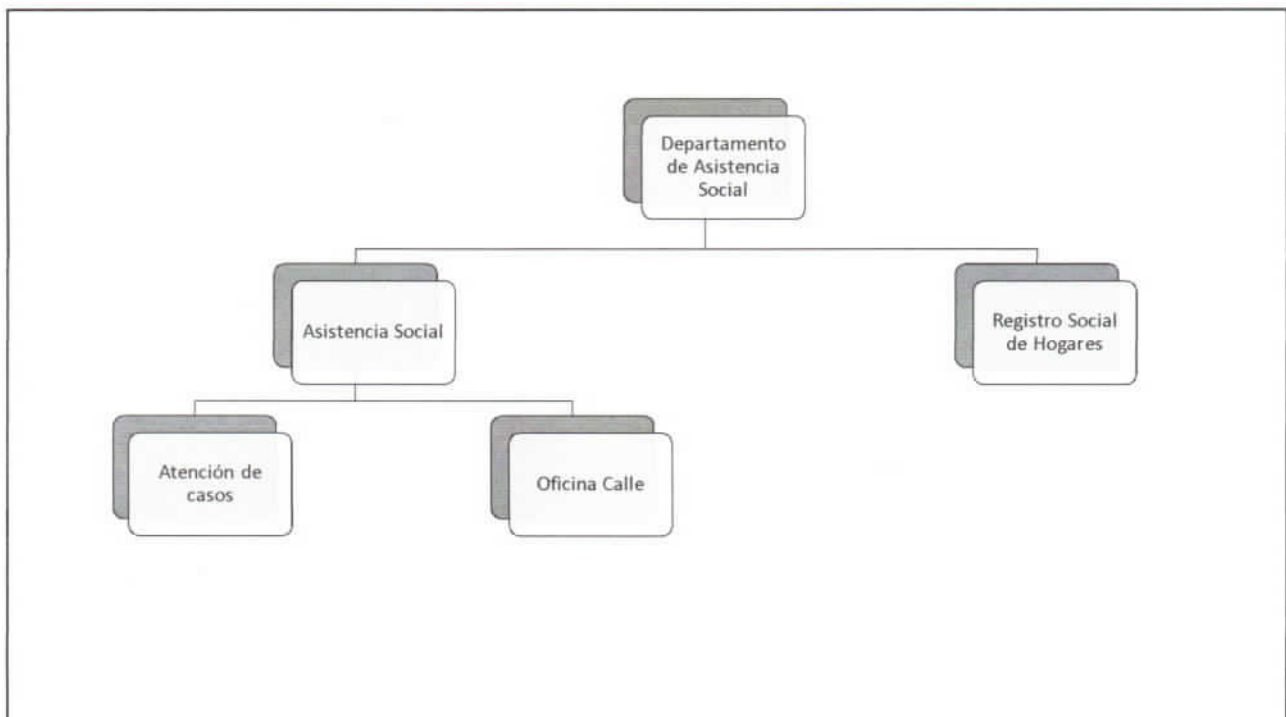 Departamento
de Asistencia
Social
Asistencia Social
Registro Social
de Hogares
Atención de
casos
Oficina Calle